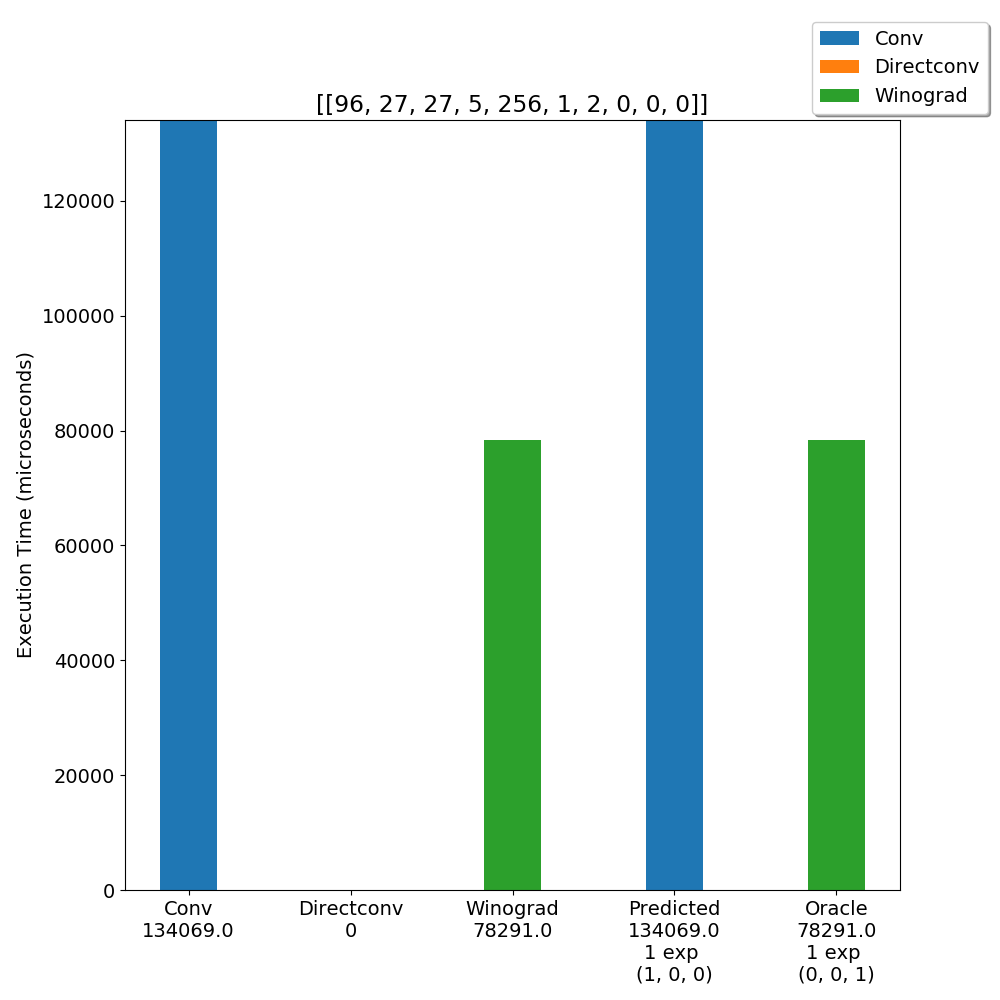 Conv
Directconv
Winograd
[[96, 27, 27, 5, 256, 1, 2, 0, 0, 0]]
Execution Time (microseconds)
120000
100000
80000
60000
40000
20000
0
Conv
134069.0
Directconv
0
Winograd
78291.0
Predicted
134069.0
1 exp
(1, 0, 0)
Oracle
78291.0
1 exp
(0, 0, 1)